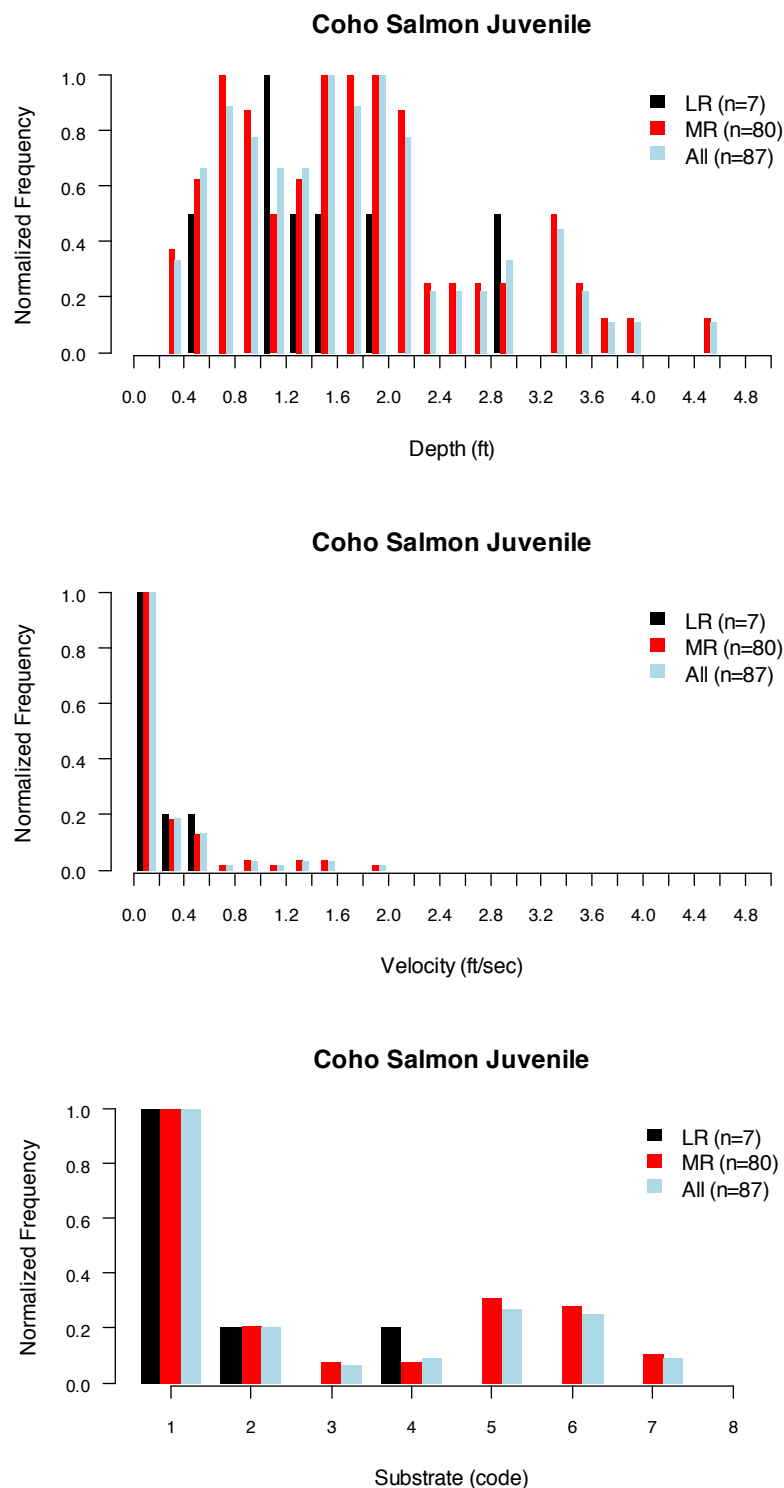 Coho Salmon Juvenile
1.0
0.8
0.6
0.4
0.2
0.0
Normalized Frequency
LR (n=7)
MR (n=80)
All (n=87)
0.0 0.4 0.8 1.2 1.6 2.0 2.4 2.8 3.2 3.6 4.0 4.4 4.8
Depth (ft)
Coho Salmon Juvenile
1.0
0.8
0.6
0.4
0.2
0.0
Normalized Frequency
LR (n=7)
MR (n=80)
All (n=87)
0.0 0.4 0.8 1.2 1.6 2.0 2.4 2.8 3.2 3.6 4.0 4.4 4.8
Velocity (ft/sec)
Coho Salmon Juvenile
1.0
0.8
0.6
0.4
0.2
0.0
Normalized Frequency
LR (n=7)
MR (n=80)
All (n=87)
1 2 3 4 5 6 7 8
Substrate (code)